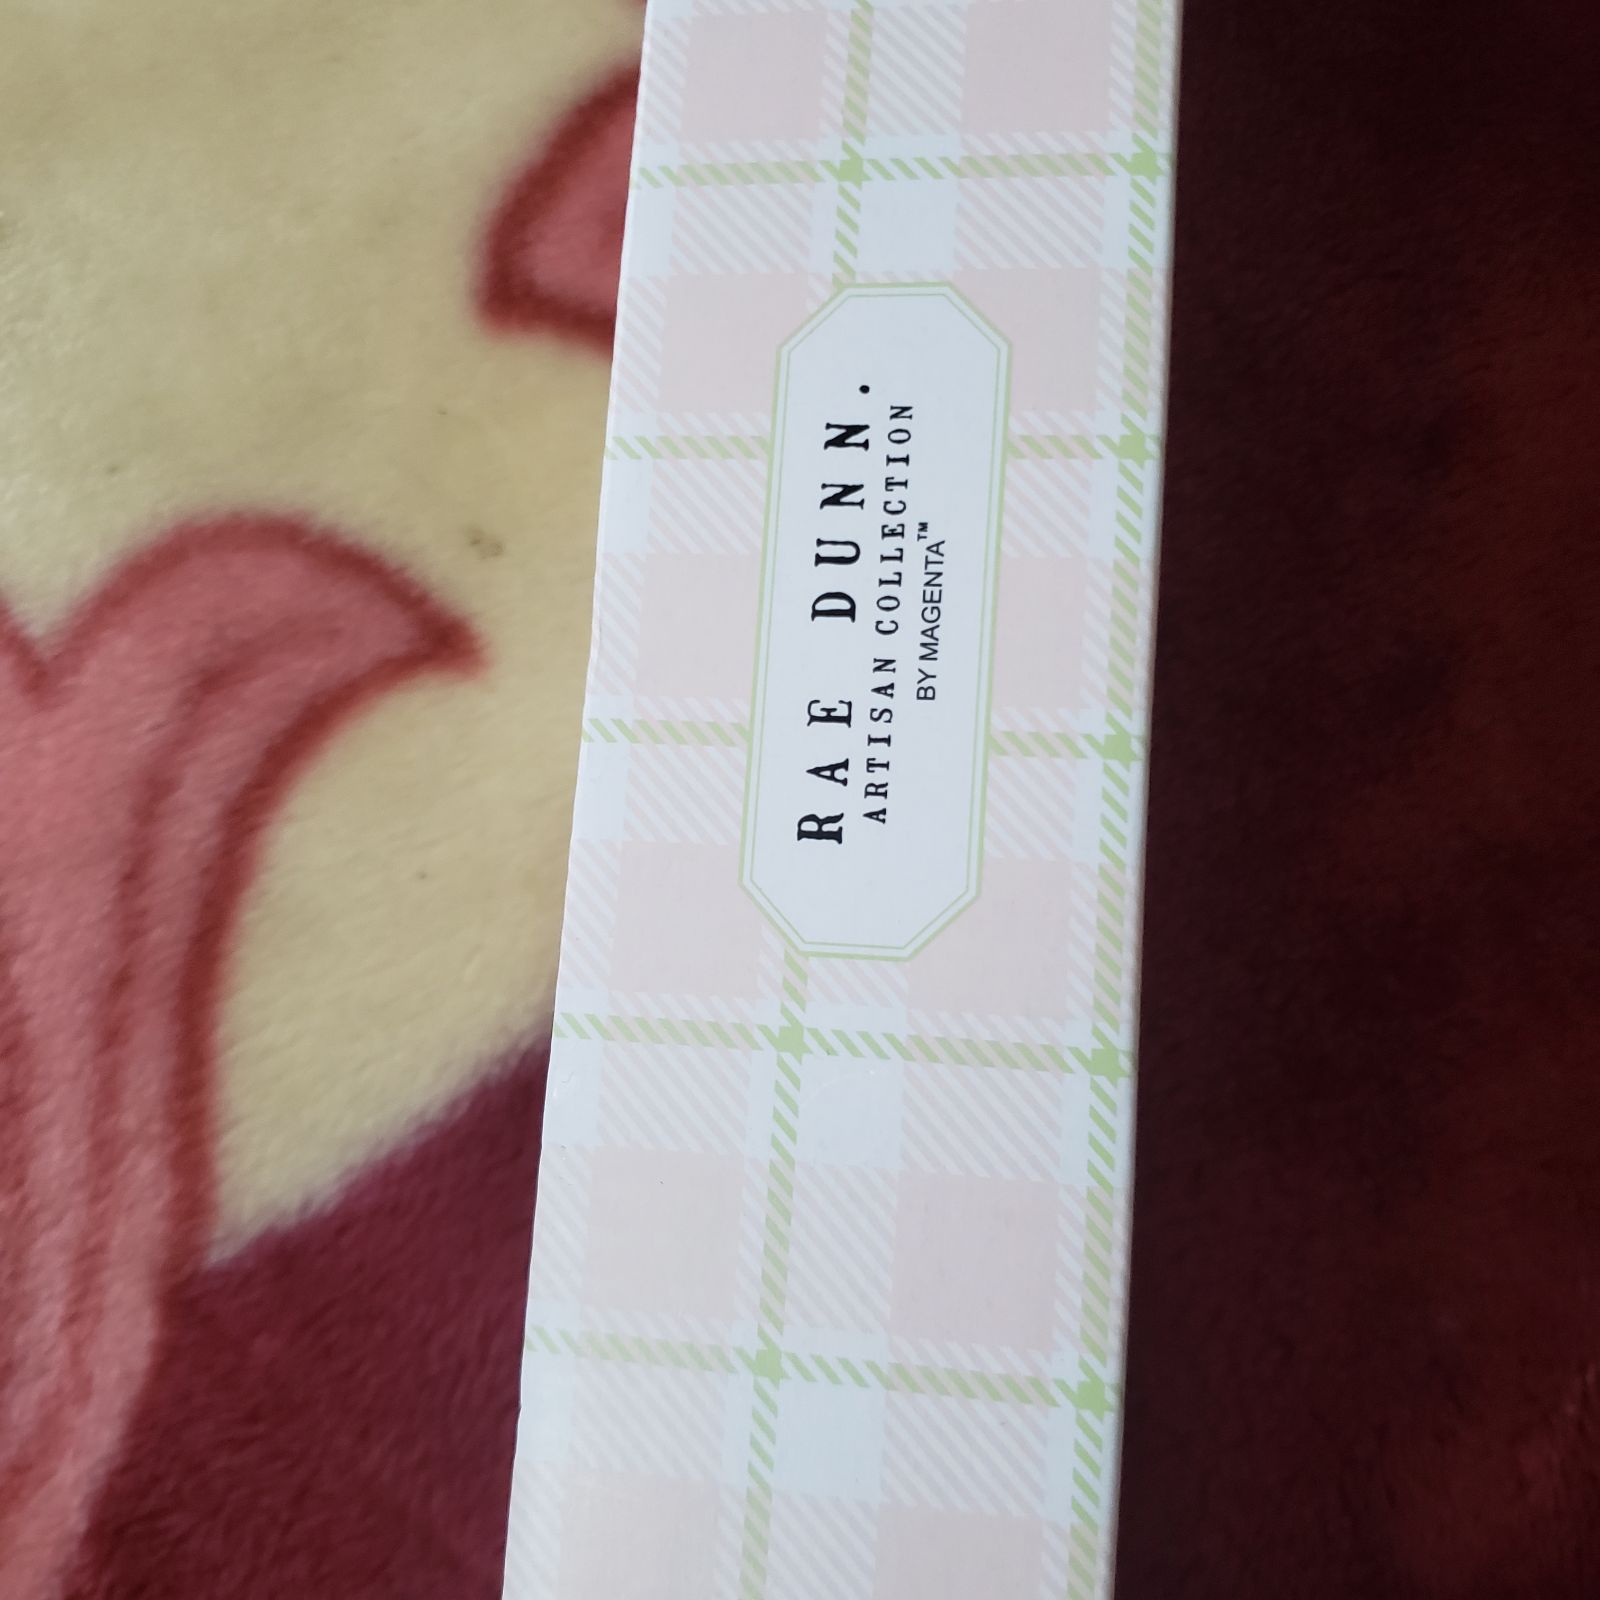 RAE DUNN.
ARTISAN COLLECTION
BY MAGENTA™